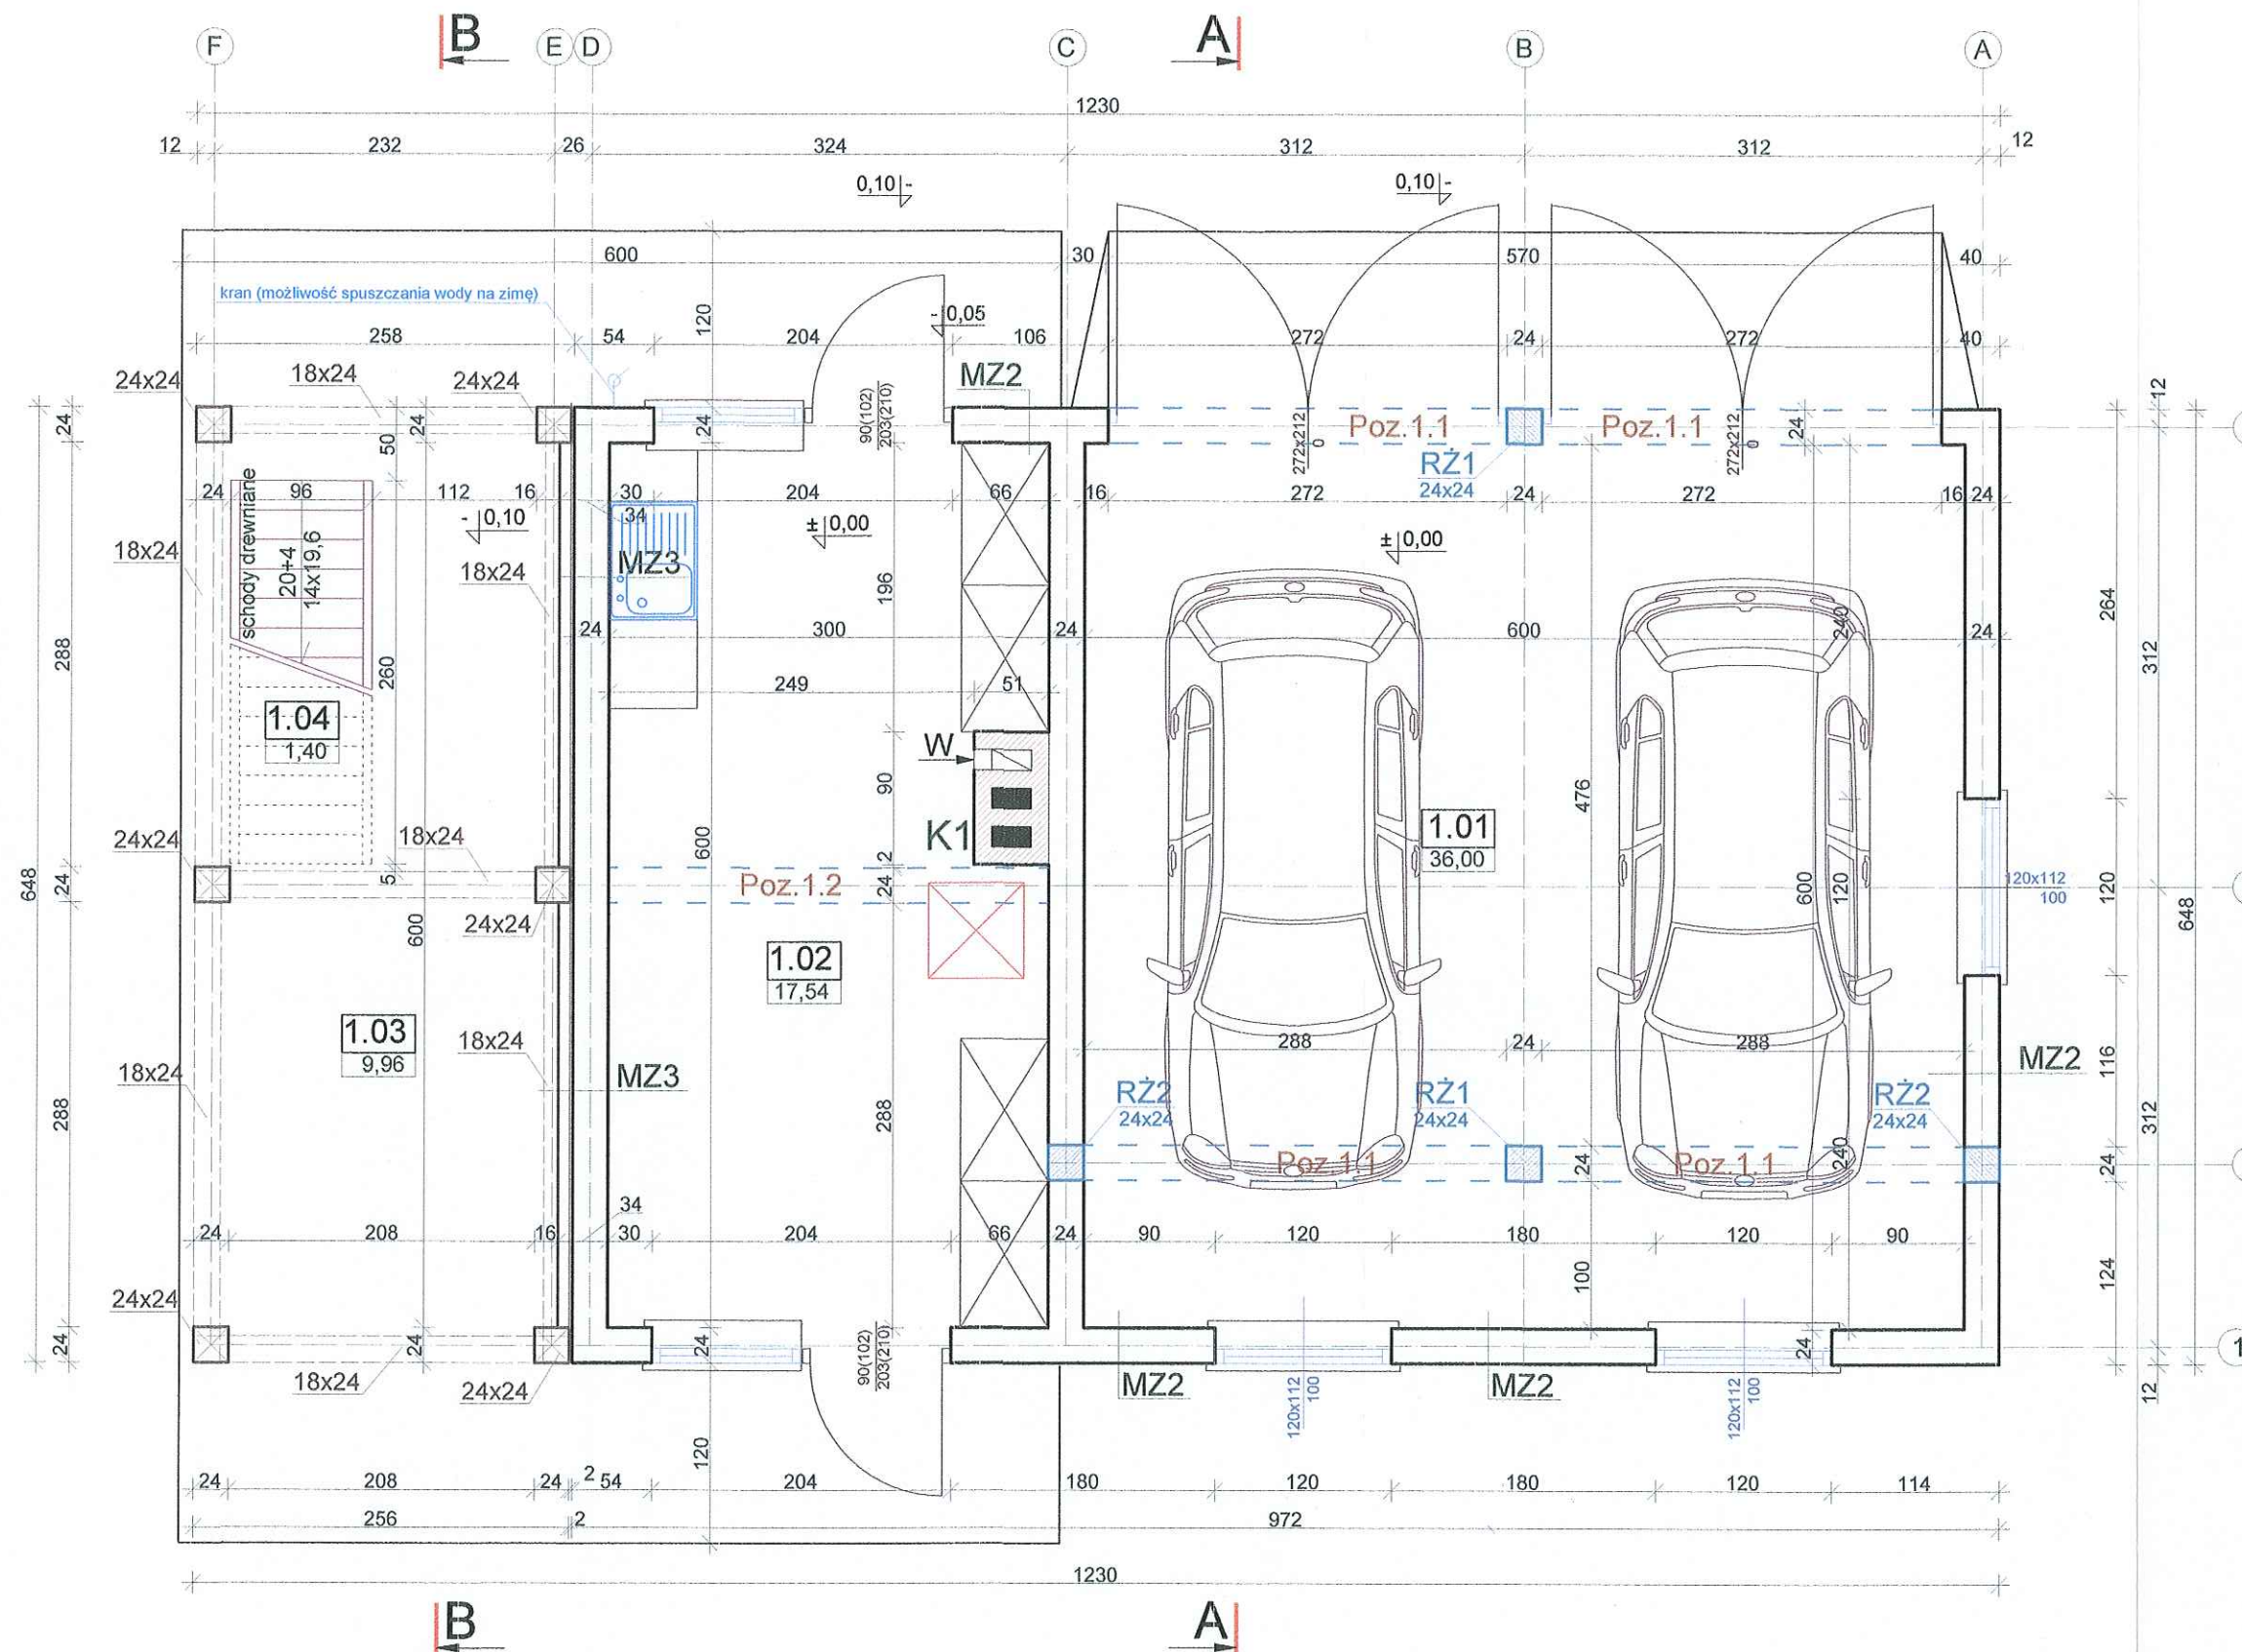 B
A
F
E
D
C
B
A
1230
12
232
26
324
312
312
12
0,10
0,10
600
30
570
40
kran (możliwość spuszczania wody na zimę)
- 0,05
258
54
120
204
106
272
24
272
40
24x24
18x24
24x24
MZ2
12
24
50
24
24
90(102)
203(210)
272x212
0
Poz.1.1
Poz.1.1
272x212
0
24
RŻ1
24x24
24
96
112
16
30
204
66
16
272
24
272
16
24
34
- 0,10
± 0,00
± 0,00
schody drewniane
20+4
14x19,6
18x24
18x24
MZ3
196
264
24
300
24
600
240
24
288
260
249
51
312
1.04
1,40
W
90
476
K1
1.01
36,00
24x24
18x24
600
2
648
24
5
Poz.1.2
24
600
120
120x112
100
120
648
600
24x24
1.02
17,54
1.03
9,96
18x24
288
24
288
MZ2
116
18x24
MZ3
RŻ2
24x24
RŻ1
24x24
RŻ2
24x24
288
288
312
Poz.1.1
24
Poz.1.1
240
24
34
24
208
16
30
204
66
24
90
120
180
120
90
100
124
24x24
24
24
24
90(102)
203(210)
24
1
18x24
24x24
MZ2
120x112
100
MZ2
120x112
100
12
120
24
208
24
2
54
204
180
120
180
120
114
256
2
972
1230
B
A